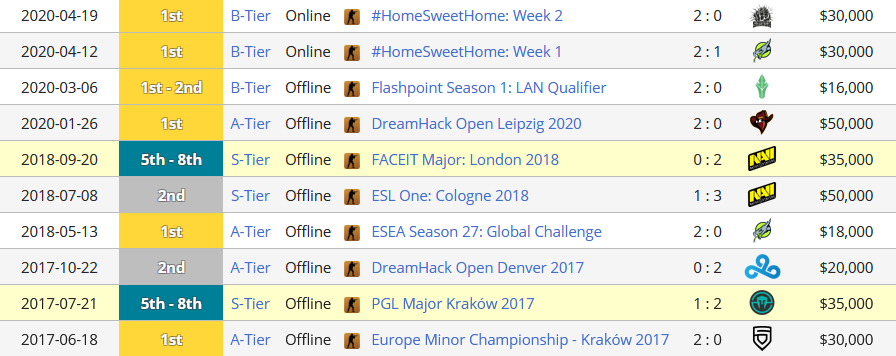 2020-04-19 1st B-Tier Online #HomeSweetHome: Week 2 2 : 0 $30,000
2020-04-12 1st B-Tier Online #HomeSweetHome: Week 1 2 : 1 $30,000
2020-03-06 1st - 2nd B-Tier Offline Flashpoint Season 1: LAN Qualifier 2 : 0 $16,000
2020-01-26 1st A-Tier Offline DreamHack Open Leipzig 2020 2 : 0 $50,000
2018-09-20 5th - 8th S-Tier Offline FACEIT Major: London 2018 0 : 2 NAVI $35,000
2018-07-08 2nd S-Tier Offline ESL One: Cologne 2018 1 : 3 NAVI $50,000
2018-05-13 1st A-Tier Offline ESEA Season 27: Global Challenge 2 : 0 $18,000
2017-10-22 2nd A-Tier Offline DreamHack Open Denver 2017 0 : 2 $20,000
2017-07-21 5th - 8th S-Tier Offline PGL Major Kraków 2017 1 : 2 $35,000
2017-06-18 1st A-Tier Offline Europe Minor Championship - Kraków 2017 2 : 0 $30,000